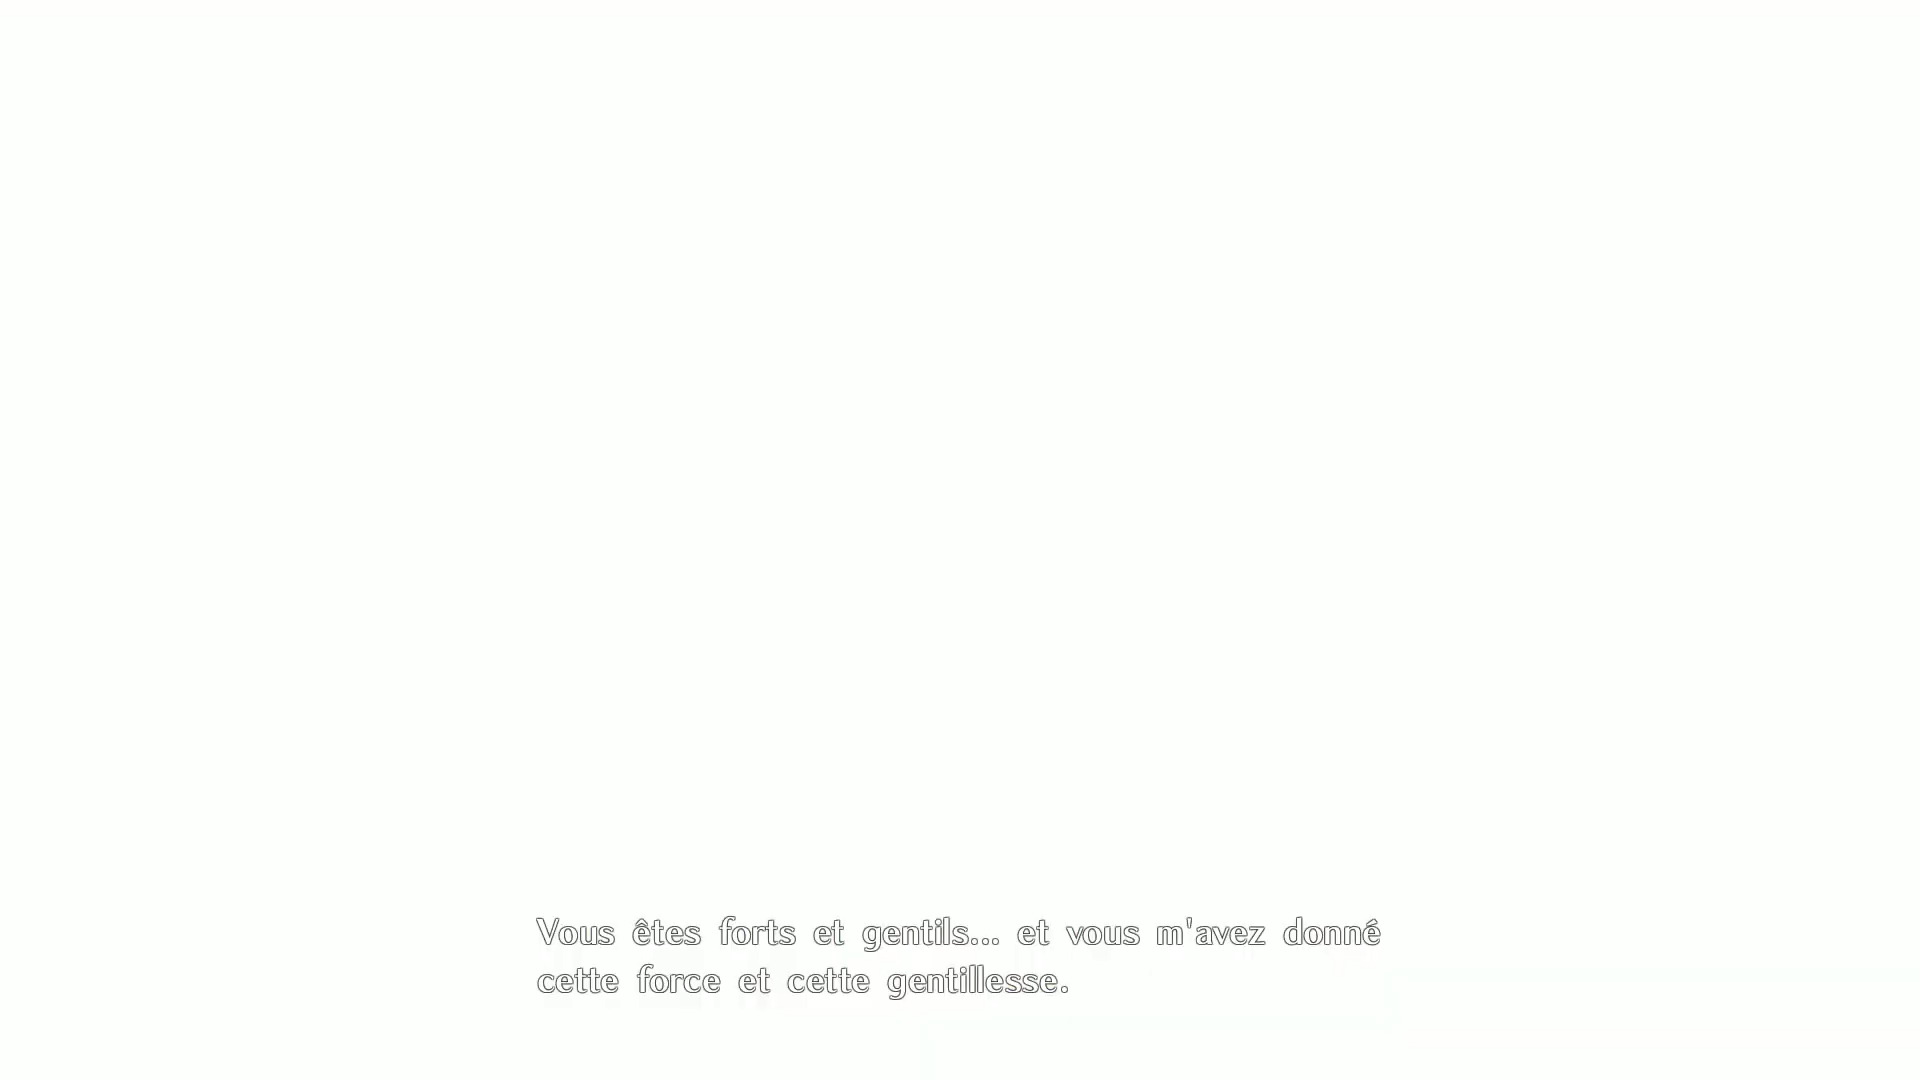 Vous êtes forts et gentils... et vous m'avez donné
cette force et cette gentillesse.